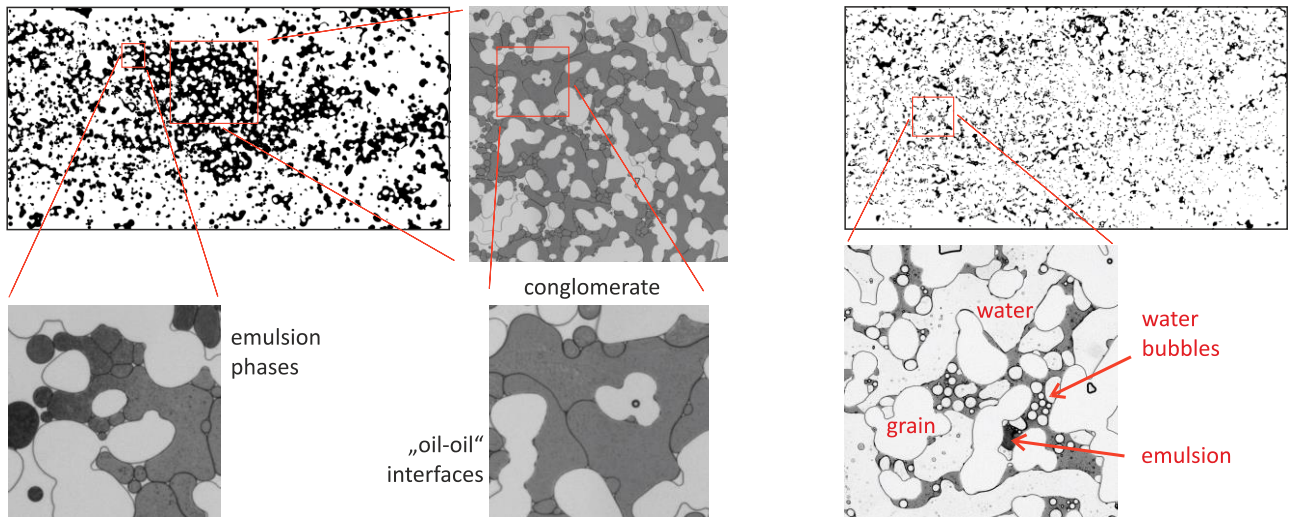 conglomerate
emulsion
phases
„oil-oil“
interfaces
water
water
bubbles
grain
emulsion